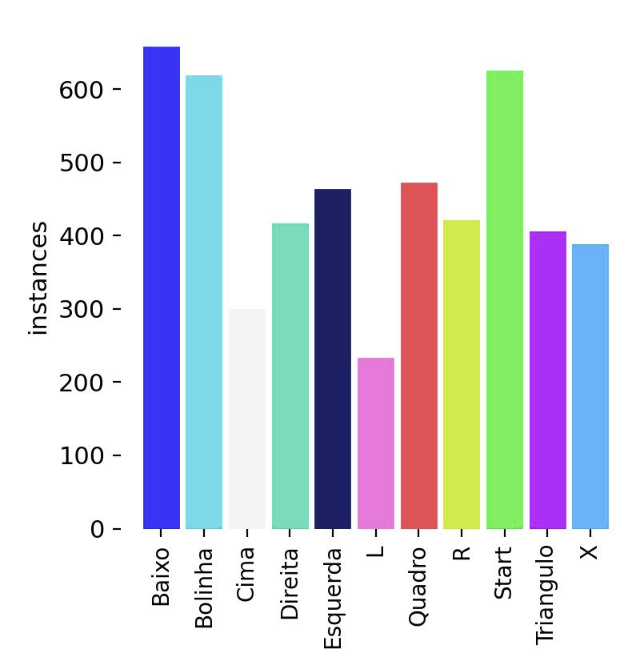 instances
600
500
400
300
200
100
0
Baixo
Bolinha
Cima
Direita
Esquerda
L
Quadro
R
Start
Triangulo
X